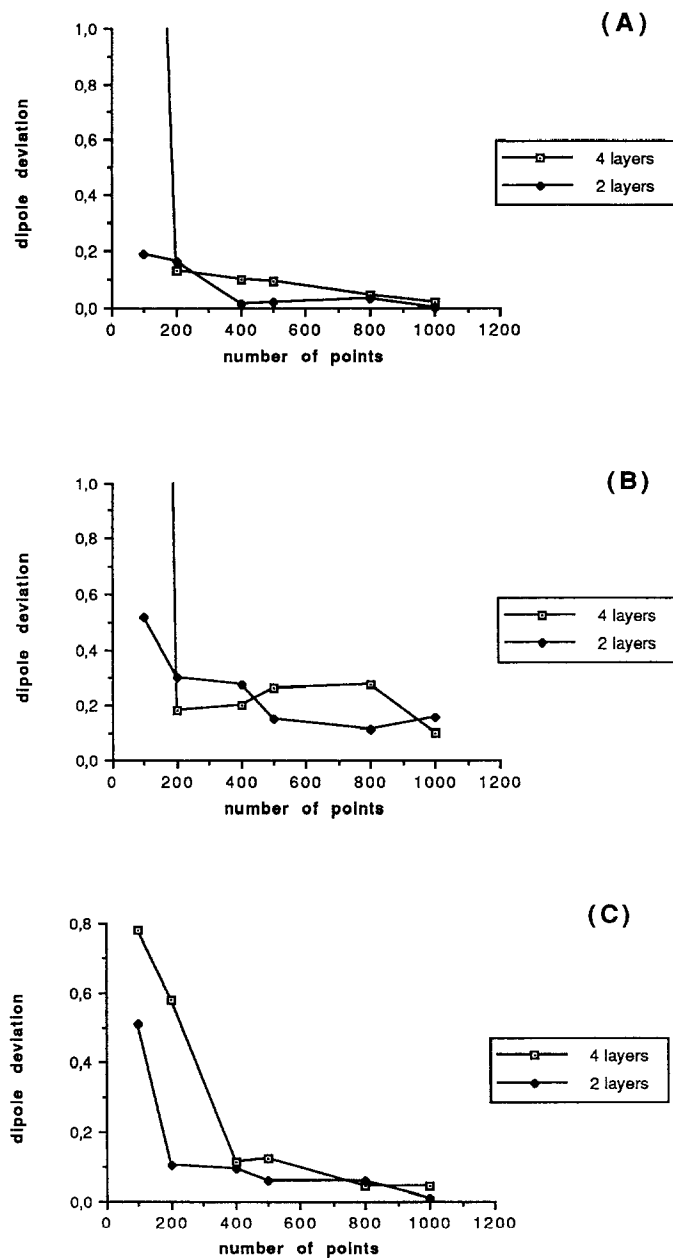 (A)
1,0
0,8
0,6
0,4
0,2
0,0
dipole deviation
4 layers
2 layers
0 200 400 600 800 1000 1200
number of points
(B)
1,0
0,8
0,6
0,4
0,2
0,0
dipole deviation
4 layers
2 layers
0 200 400 600 800 1000 1200
number of points
(C)
0,8
0,6
0,4
0,2
0,0
dipole deviation
4 layers
2 layers
0 200 400 600 800 1000 1200
number of points